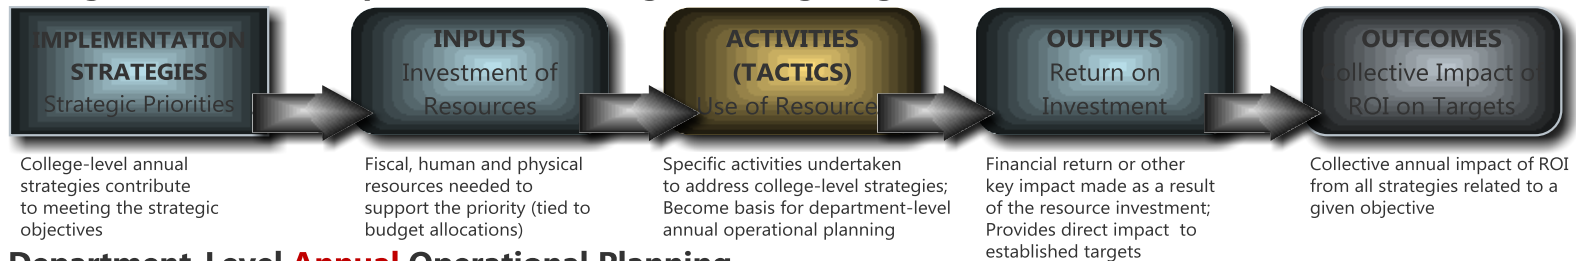 IMPLEMENTATION
STRATEGIES
Strategic Priorities
INPUTS
Investment of
Resources
ACTIVITIES
(TACTICS)
Use of Resources
OUTPUTS
Return on
Investment
OUTCOMES
Collective Impact of
ROI on Targets
College-level annual
strategies contribute
to meeting the strategic
objectives
Fiscal, human and physical
resources needed to
support the priority (tied to
budget allocations)
Specific activities undertaken
to address college-level strategies;
Become basis for department-level
annual operational planning
Financial return or other
key impact made as a result
of the resource investment;
Provides direct impact to
established targets
Collective annual impact of ROI
from all strategies related to a
given objective
Department-Level Annual Operational Planning